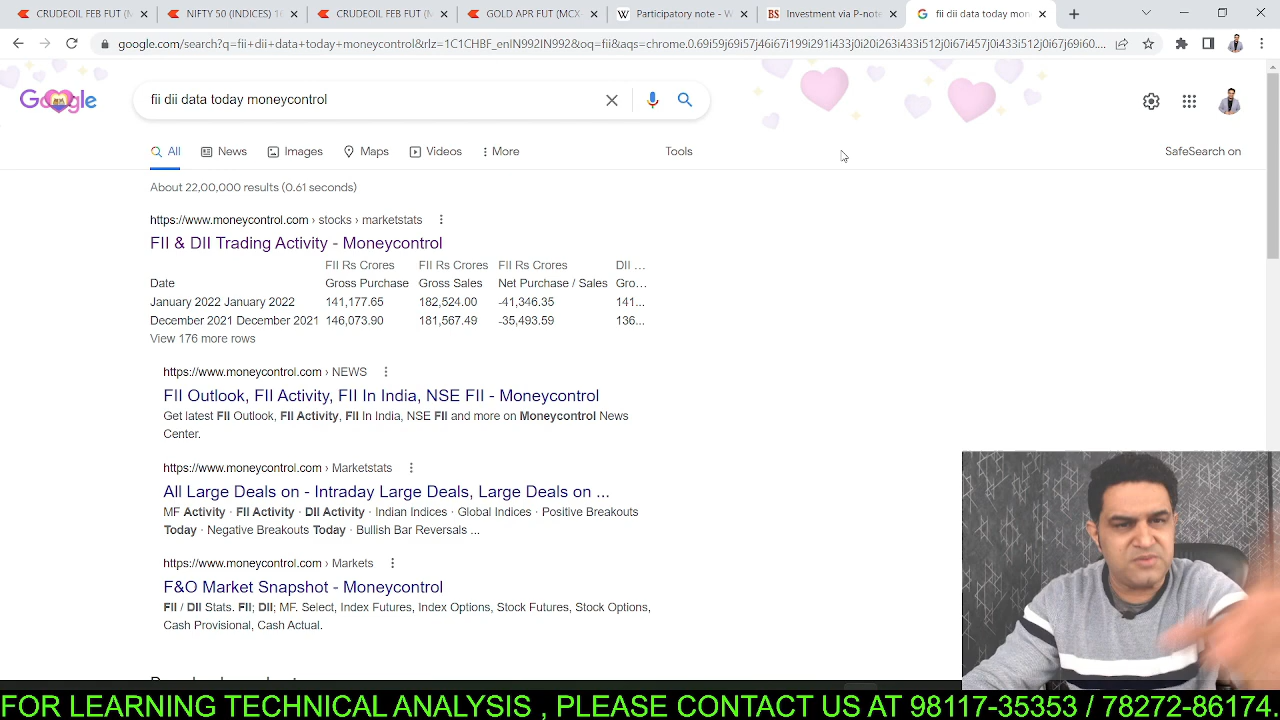 CRUDEOIL FEB FUT (M
NIFTY 50 (INDICES) 1
CRUDEOIL FEB FUT (N
GOLD APR FUT (MCX-
Participatory note - W
BS Investment via P-note
fii dii data today mon
google.com/search?q=fii+dii+data+today+moneycontrol&rlz=1C1CHBF_enIN992IN992&oq=fii&aqs=chrome.0.69i59j57i46i67i199i291i433j0i20i263i433i512j0i67i457j0i433i512j0i67j69i60....
Google
fii dii data today moneycontrol
All
News
Images
Maps
Videos
More
Tools
SafeSearch on
About 22,00,000 results (0.61 seconds)
https://www.moneycontrol.com › stocks › marketstats
FII & DII Trading Activity - Moneycontrol
FII Rs Crores FII Rs Crores FII Rs Crores DII ...
Date Gross Purchase Gross Sales Net Purchase / Sales Gro...
January 2022 January 2022 141,177.65 182,524.00 -41,346.35 141...
December 2021 December 2021 146,073.90 181,567.49 -35,493.59 136...
View 176 more rows
https://www.moneycontrol.com › NEWS
FII Outlook, FII Activity, FII In India, NSE FII - Moneycontrol
Get latest FII Outlook, FII Activity, FII In India, NSE FII and more on Moneycontrol News
Center.
https://www.moneycontrol.com › Marketstats
All Large Deals on - Intraday Large Deals, Large Deals on ...
MF Activity · FII Activity · DII Activity · Indian Indices · Global Indices · Positive Breakouts
Today · Negative Breakouts Today · Bullish Bar Reversals ...
https://www.moneycontrol.com › Markets
F&O Market Snapshot - Moneycontrol
FII / DII Stats. FII; DII; MF. Select, Index Futures, Index Options, Stock Futures, Stock Options,
Cash Provisional, Cash Actual.
FOR LEARNING TECHNICAL ANALYSIS , PLEASE CONTACT US AT 98117-35353 / 78272-86174.